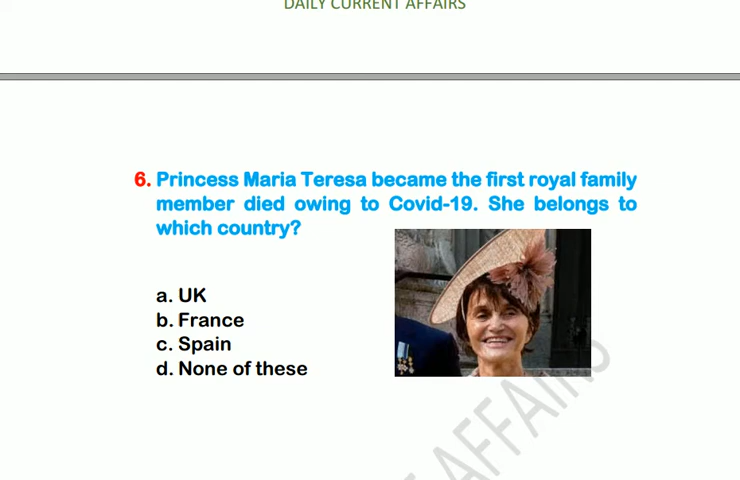 DAILY CURRENT AFFAIRS
6. Princess Maria Teresa became the first royal family
member died owing to Covid-19. She belongs to
which country?
a. UK
b. France
c. Spain
d. None of these
AFFAIRS